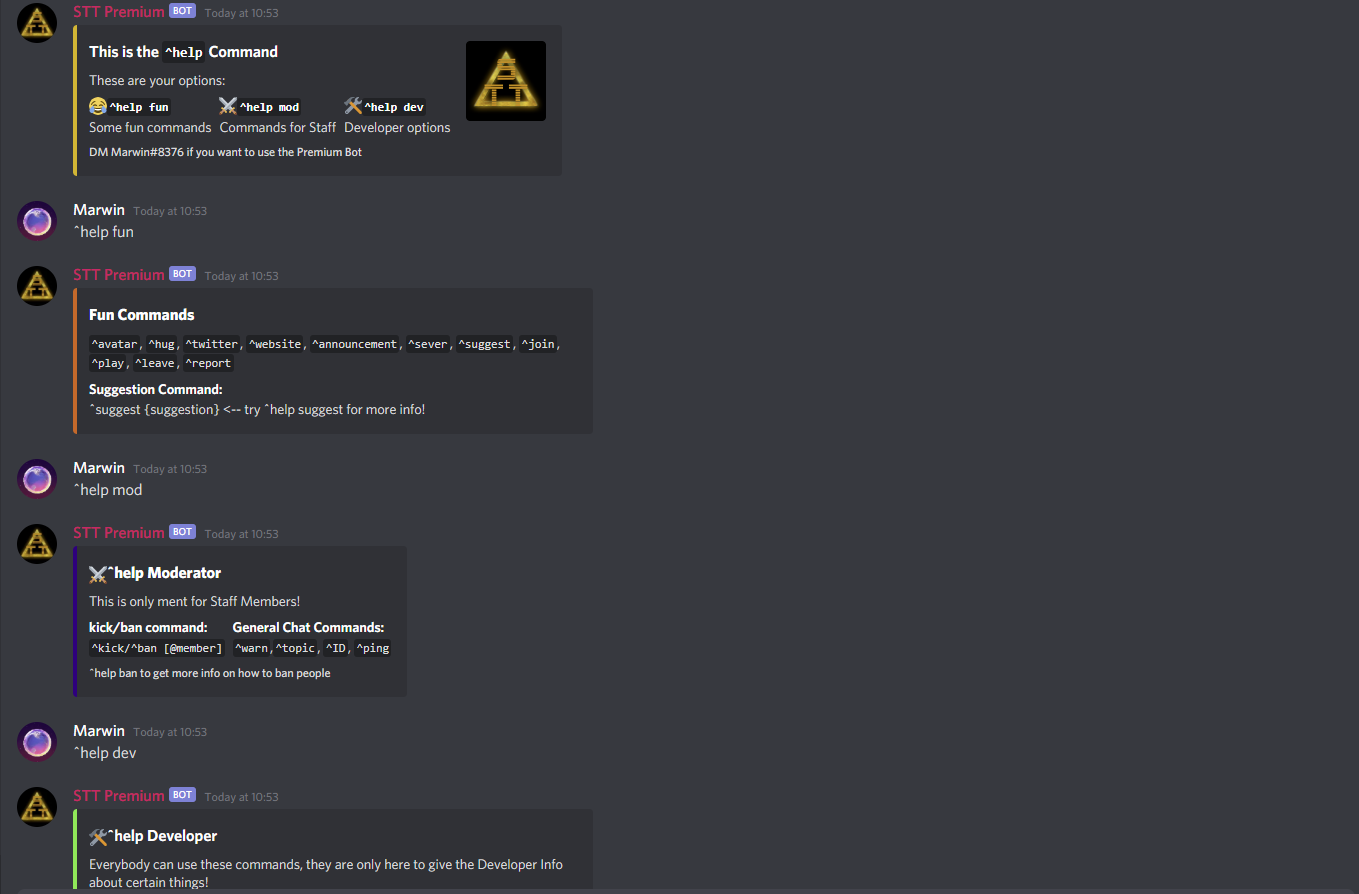 STT Premium BOT Today at 10:53
This is the ^help Command
These are your options:
😂^help fun ⚔️^help mod 🛠️^help dev
Some fun commands Commands for Staff Developer options
DM Marwin#8376 if you want to use the Premium Bot
Marwin Today at 10:53
^help fun
STT Premium BOT Today at 10:53
Fun Commands
^avatar, ^hug, ^twitter, ^website, ^announcement, ^sever, ^suggest, ^join,
^play, ^leave, ^report
Suggestion Command:
^suggest {suggestion} <-- try ^help suggest for more info!
Marwin Today at 10:53
^help mod
STT Premium BOT Today at 10:53
⚔️^help Moderator
This is only ment for Staff Members!
kick/ban command: General Chat Commands:
^kick/^ban [@member] ^warn,^topic, ^ID, ^ping
^help ban to get more info on how to ban people
Marwin Today at 10:53
^help dev
STT Premium BOT Today at 10:53
🛠️^help Developer
Everybody can use these commands, they are only here to give the Developer Info
about certain things!